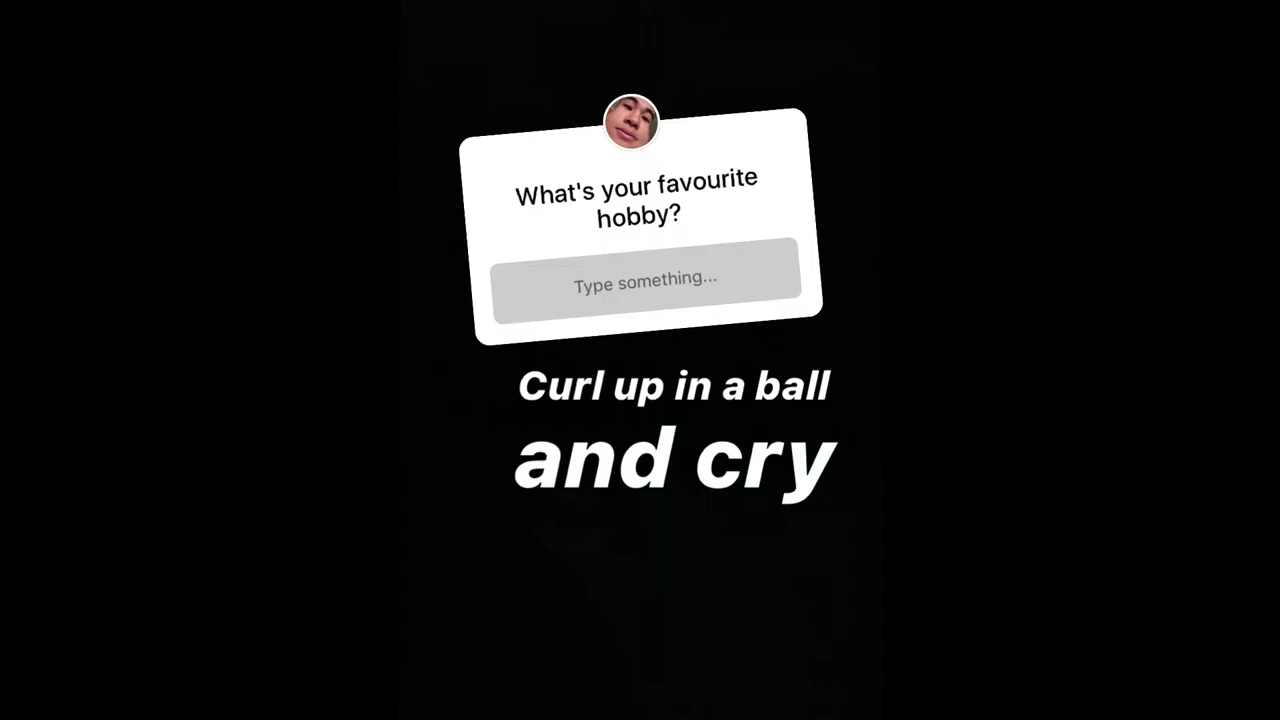 What's your favourite
hobby?
Type something...
Curl up in a ball
and cry